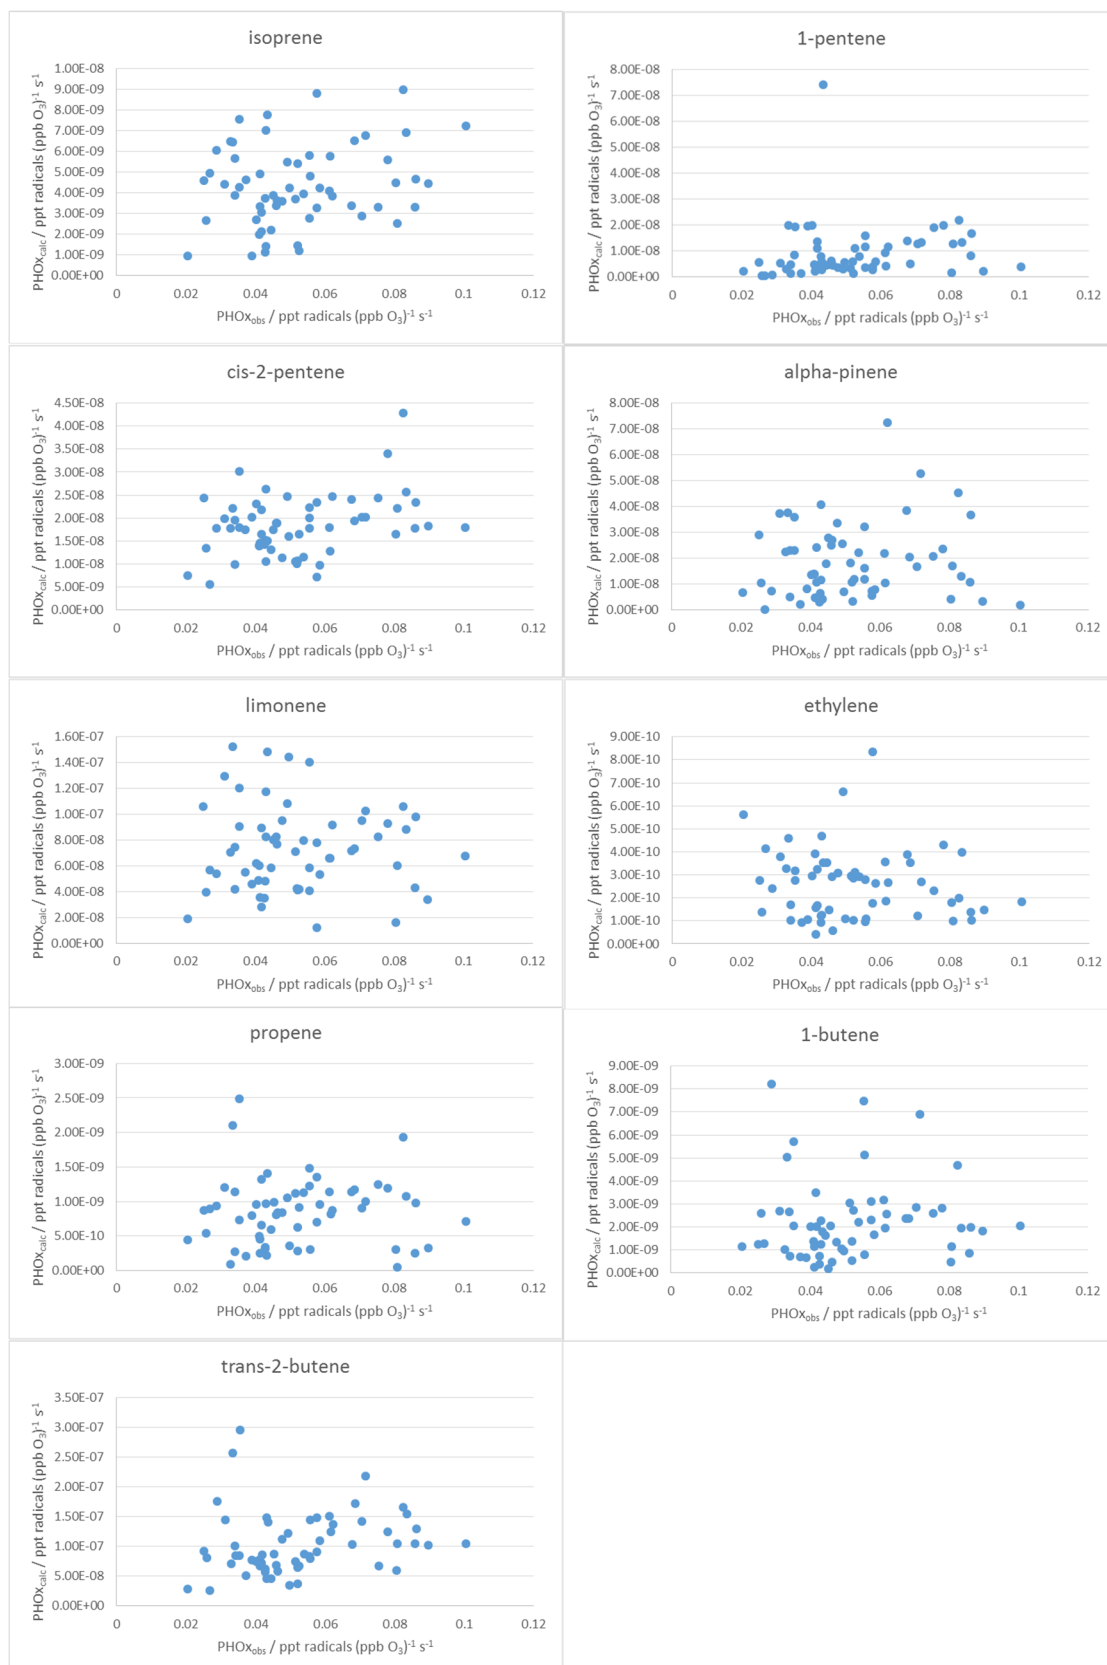 isoprene
PHOx_calc / ppt radicals (ppb O₃)⁻¹ s⁻¹
1.00E-08
9.00E-09
8.00E-09
7.00E-09
6.00E-09
5.00E-09
4.00E-09
3.00E-09
2.00E-09
1.00E-09
0.00E+00
0 0.02 0.04 0.06 0.08 0.1 0.12
PHOx_obs / ppt radicals (ppb O₃)⁻¹ s⁻¹
1-pentene
PHOx_calc / ppt radicals (ppb O₃)⁻¹ s⁻¹
8.00E-08
7.00E-08
6.00E-08
5.00E-08
4.00E-08
3.00E-08
2.00E-08
1.00E-08
0.00E+00
0 0.02 0.04 0.06 0.08 0.1 0.12
PHOx_obs / ppt radicals (ppb O₃)⁻¹ s⁻¹
cis-2-pentene
PHOx_calc / ppt radicals (ppb O₃)⁻¹ s⁻¹
4.50E-08
4.00E-08
3.50E-08
3.00E-08
2.50E-08
2.00E-08
1.50E-08
1.00E-08
5.00E-09
0.00E+00
0 0.02 0.04 0.06 0.08 0.1 0.12
PHOx_obs / ppt radicals (ppb O₃)⁻¹ s⁻¹
alpha-pinene
PHOx_calc / ppt radicals (ppb O₃)⁻¹ s⁻¹
8.00E-08
7.00E-08
6.00E-08
5.00E-08
4.00E-08
3.00E-08
2.00E-08
1.00E-08
0.00E+00
0 0.02 0.04 0.06 0.08 0.1 0.12
PHOx_obs / ppt radicals (ppb O₃)⁻¹ s⁻¹
limonene
PHOx_calc / ppt radicals (ppb O₃)⁻¹ s⁻¹
1.60E-07
1.40E-07
1.20E-07
1.00E-07
8.00E-08
6.00E-08
4.00E-08
2.00E-08
0.00E+00
0 0.02 0.04 0.06 0.08 0.1 0.12
PHOx_obs / ppt radicals (ppb O₃)⁻¹ s⁻¹
ethylene
PHOx_calc / ppt radicals (ppb O₃)⁻¹ s⁻¹
9.00E-10
8.00E-10
7.00E-10
6.00E-10
5.00E-10
4.00E-10
3.00E-10
2.00E-10
1.00E-10
0.00E+00
0 0.02 0.04 0.06 0.08 0.1 0.12
PHOx_obs / ppt radicals (ppb O₃)⁻¹ s⁻¹
propene
PHOx_calc / ppt radicals (ppb O₃)⁻¹ s⁻¹
3.00E-09
2.50E-09
2.00E-09
1.50E-09
1.00E-09
5.00E-10
0.00E+00
0 0.02 0.04 0.06 0.08 0.1 0.12
PHOx_obs / ppt radicals (ppb O₃)⁻¹ s⁻¹
1-butene
PHOx_calc / ppt radicals (ppb O₃)⁻¹ s⁻¹
9.00E-09
8.00E-09
7.00E-09
6.00E-09
5.00E-09
4.00E-09
3.00E-09
2.00E-09
1.00E-09
0.00E+00
0 0.02 0.04 0.06 0.08 0.1 0.12
PHOx_obs / ppt radicals (ppb O₃)⁻¹ s⁻¹
trans-2-butene
PHOx_calc / ppt radicals (ppb O₃)⁻¹ s⁻¹
3.50E-07
3.00E-07
2.50E-07
2.00E-07
1.50E-07
1.00E-07
5.00E-08
0.00E+00
0 0.02 0.04 0.06 0.08 0.1 0.12
PHOx_obs / ppt radicals (ppb O₃)⁻¹ s⁻¹